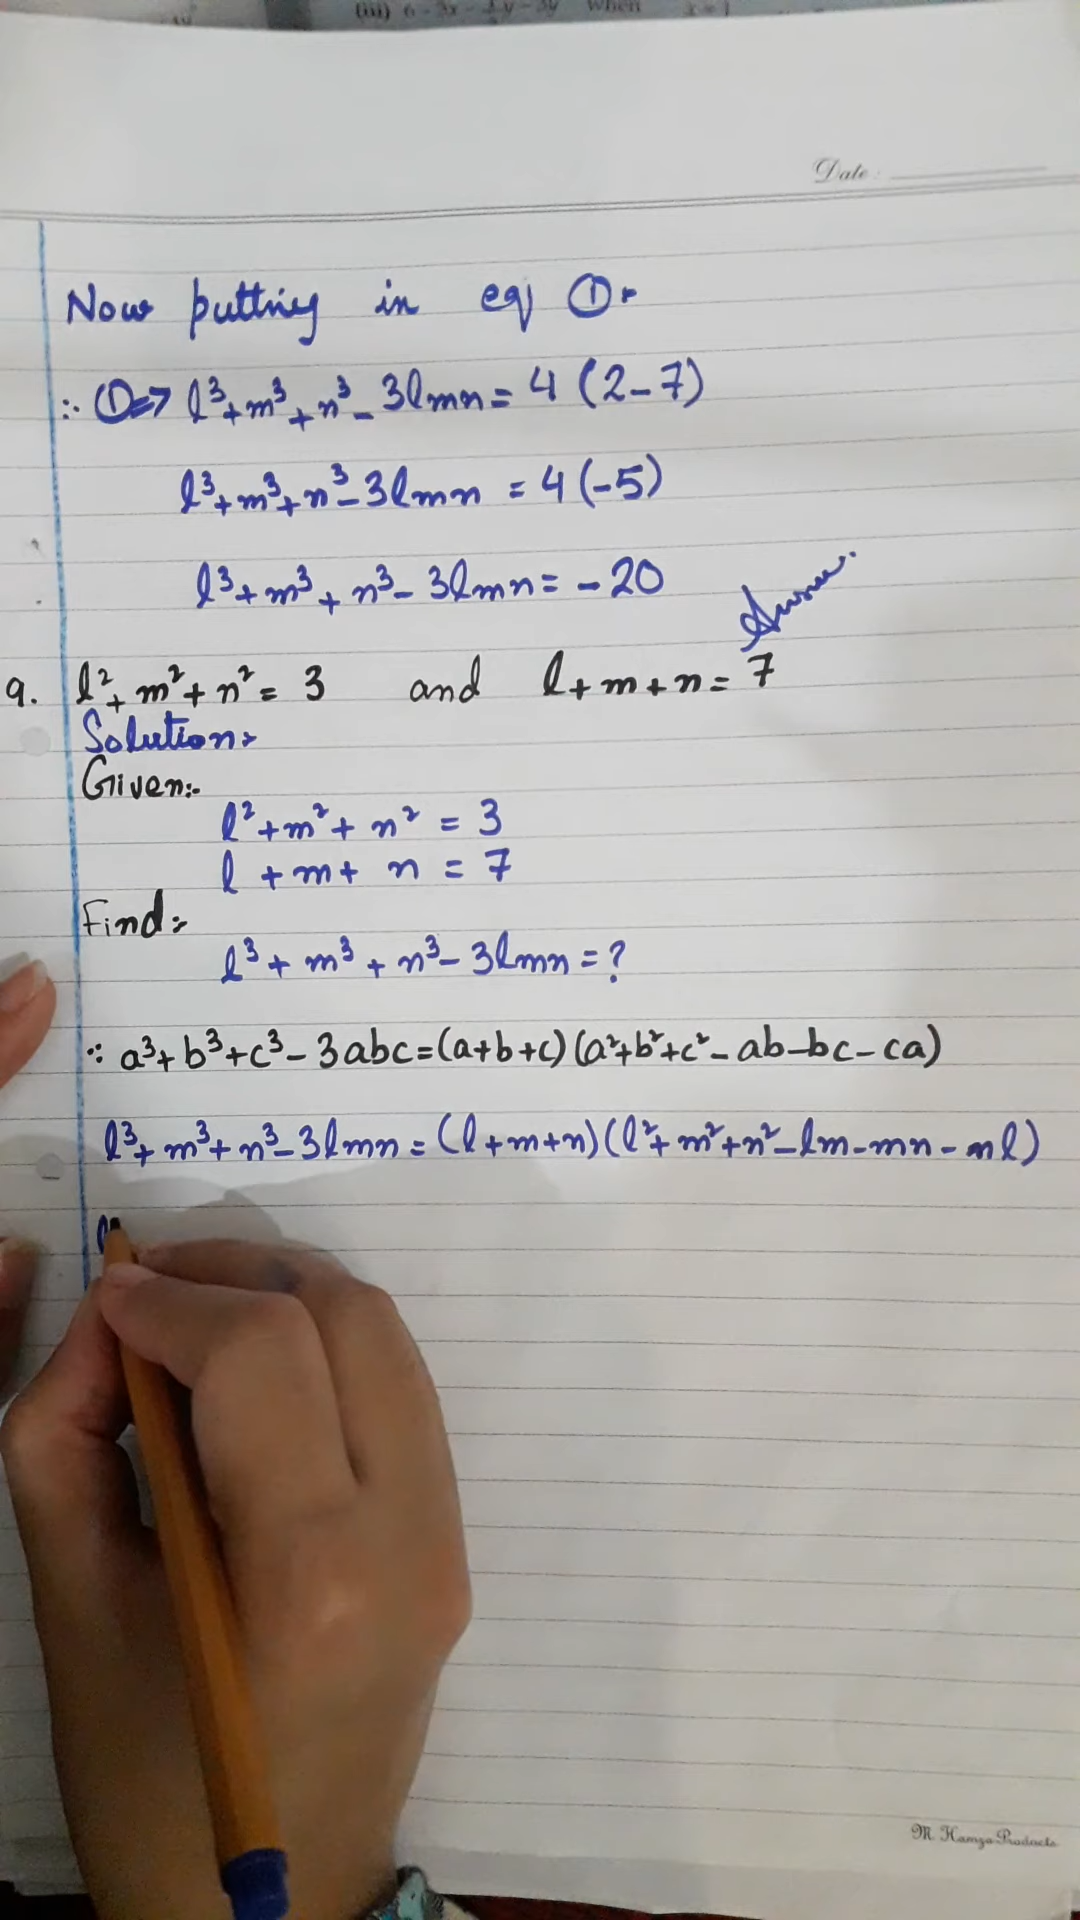 Date:
Now putting in eq ①:-
∴ ①=> l³+m³+n³-3lmn=4(2-7)
l³+m³+n³-3lmn=4(-5)
l³+m³+n³-3lmn=-20
Answer.
9. l²+m²+n²=3 and l+m+n=7
Solution:-
Given:-
l²+m²+n²=3
l+m+n=7
Find:-
l³+m³+n³-3lmn=?
∵ a³+b³+c³-3abc=(a+b+c)(a²+b²+c²-ab-bc-ca)
l³+m³+n³-3lmn=(l+m+n)(l²+m²+n²-lm-mn-nl)
M. Hamza Products